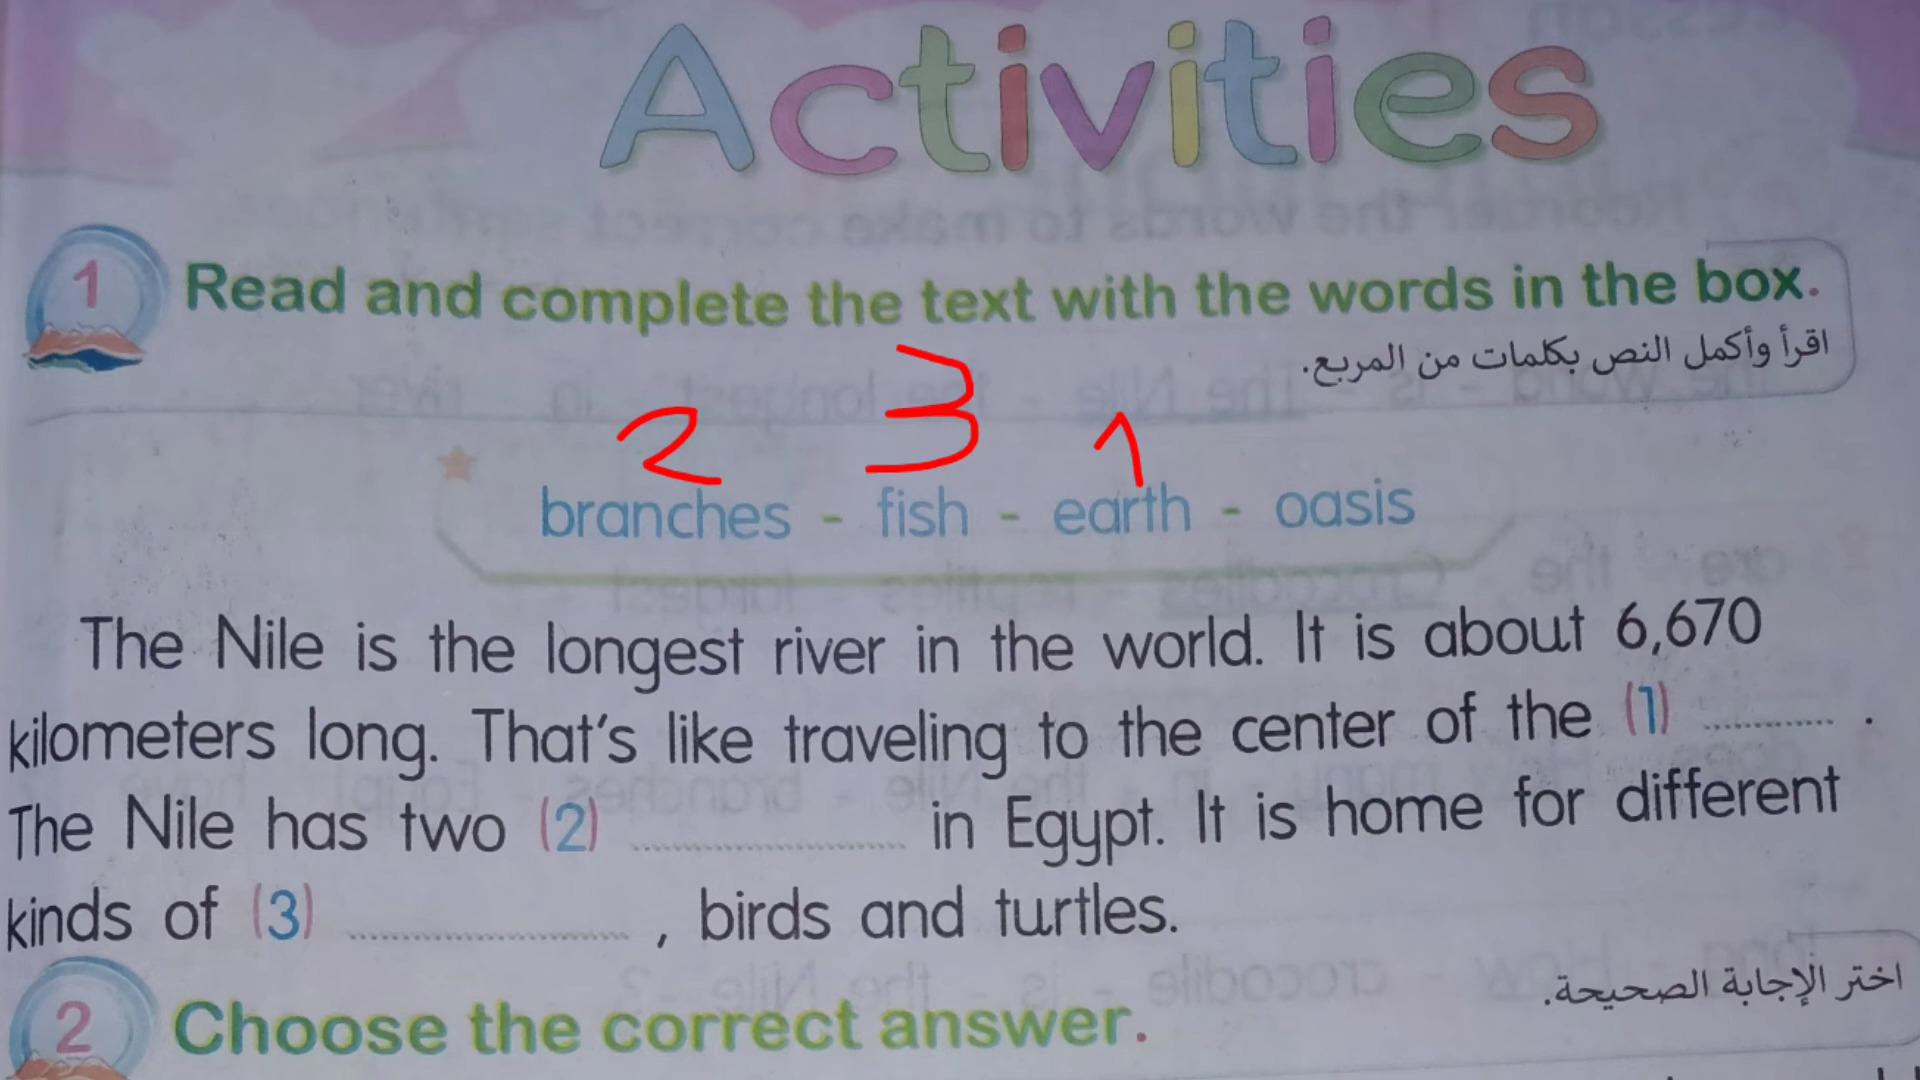 Activities
1 Read and complete the text with the words in the box.
اقرأ وأكمل النص بكلمات من المربع.
2 3 1
branches - fish - earth - oasis
The Nile is the longest river in the world. It is about 6,670
kilometers long. That's like traveling to the center of the (1) ............ .
The Nile has two (2) ........................ in Egypt. It is home for different
kinds of (3) ........................ , birds and turtles.
2 Choose the correct answer.
اختر الإجابة الصحيحة.